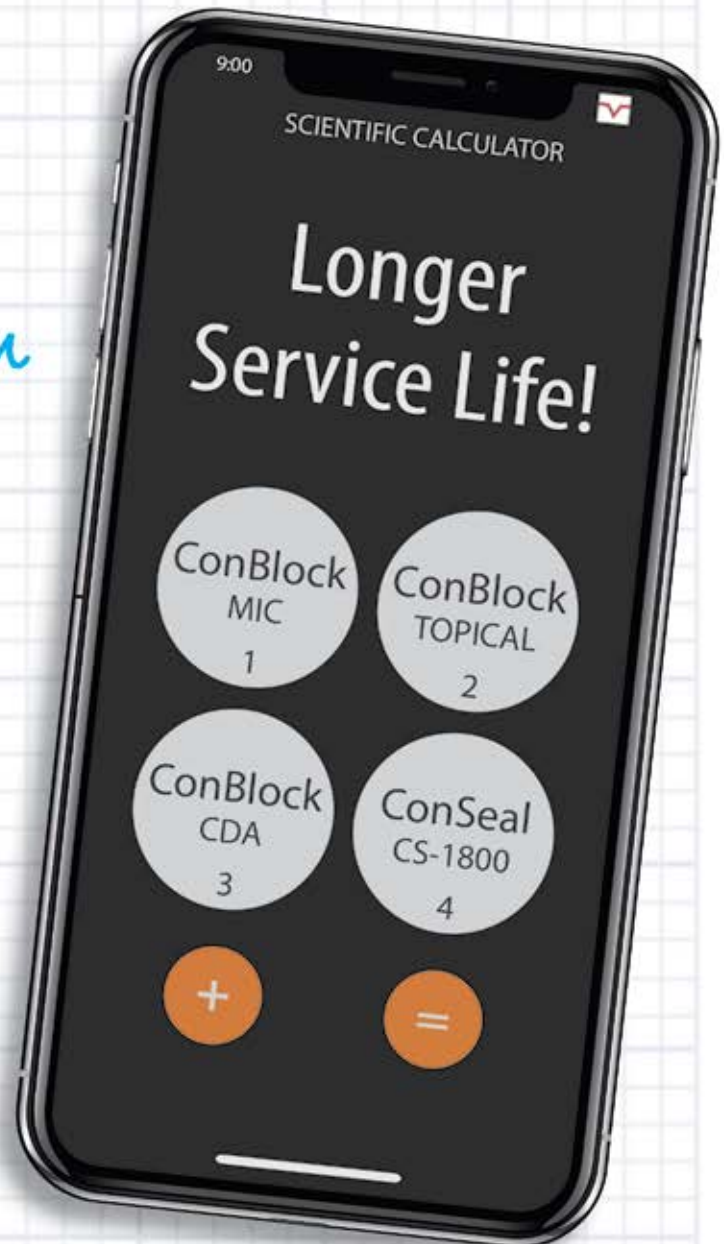 9:00
SCIENTIFIC CALCULATOR
Longer
Service Life!
ConBlock
MIC
1
ConBlock
TOPICAL
2
ConBlock
CDA
3
ConSeal
CS-1800
4
+
=